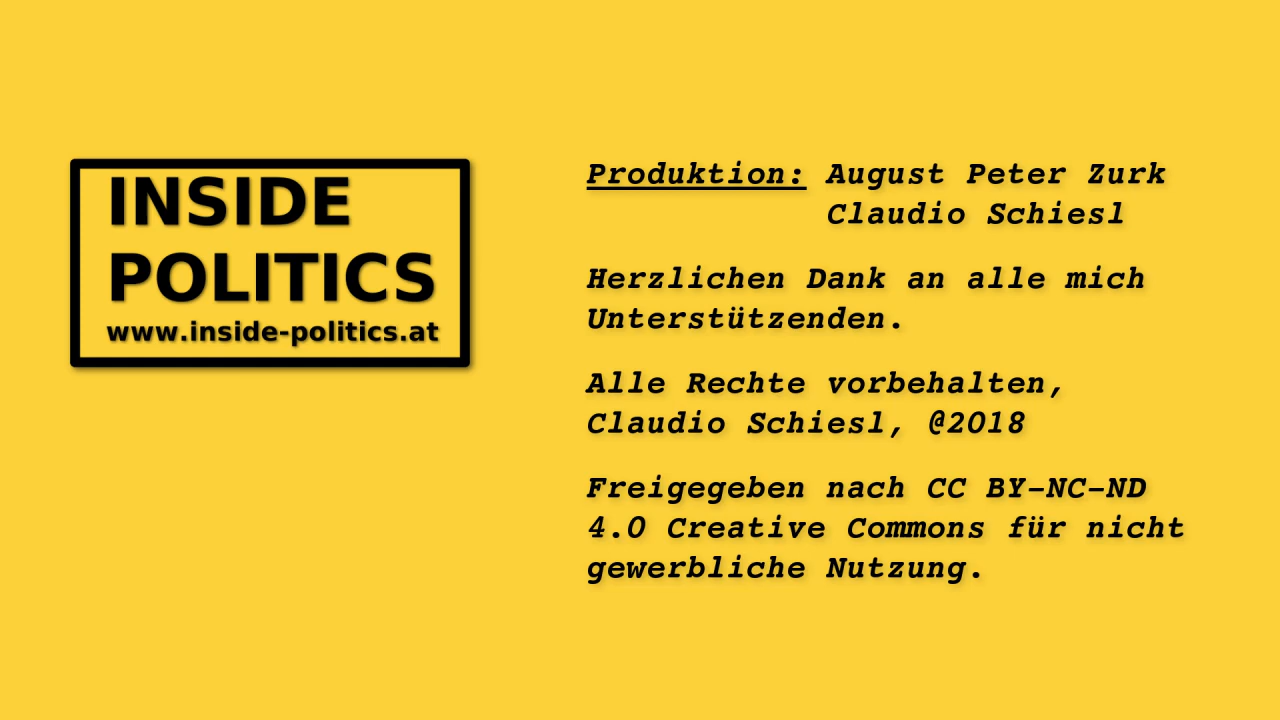 INSIDE
POLITICS
www.inside-politics.at
Produktion: August Peter Zurk
Claudio Schiesl
Herzlichen Dank an alle mich
Unterstützenden.
Alle Rechte vorbehalten,
Claudio Schiesl, @2018
Freigegeben nach CC BY-NC-ND
4.0 Creative Commons für nicht
gewerbliche Nutzung.